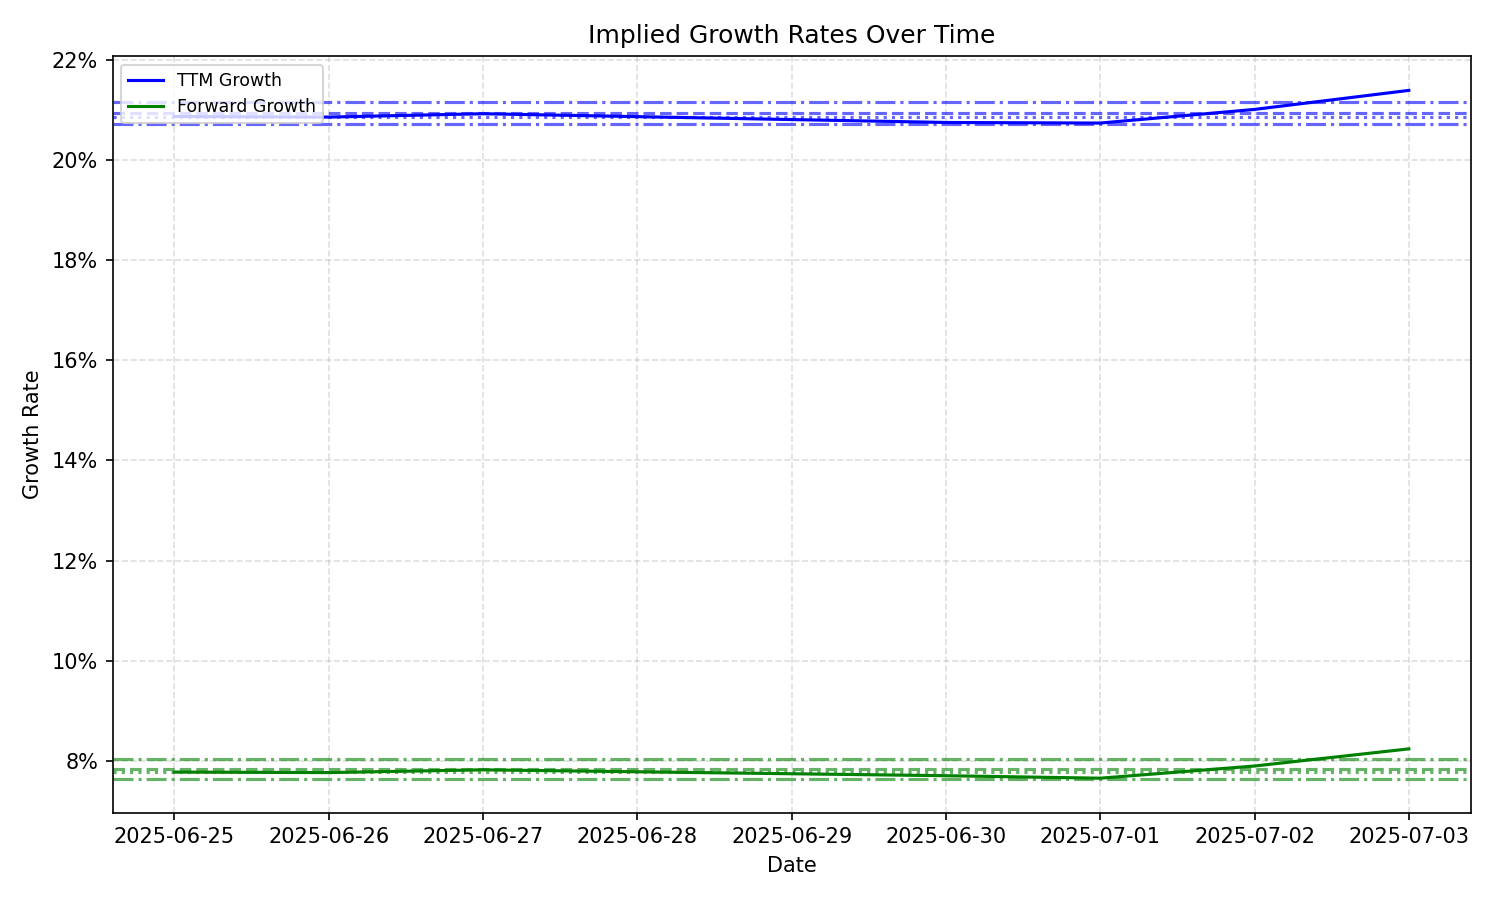 Implied Growth Rates Over Time
TTM Growth
Forward Growth
22%
20%
18%
16%
14%
12%
10%
8%
Growth Rate
2025-06-25 2025-06-26 2025-06-27 2025-06-28 2025-06-29 2025-06-30 2025-07-01 2025-07-02 2025-07-03
Date